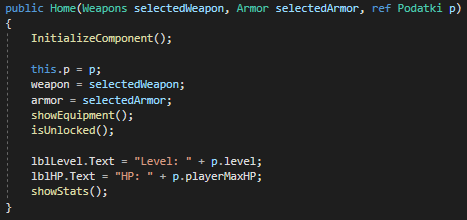 public Home(Weapons selectedWeapon, Armor selectedArmor, ref Podatki p)
{
InitializeComponent();
this.p = p;
weapon = selectedWeapon;
armor = selectedArmor;
showEquipment();
isUnlocked();
lblLevel.Text = "Level: " + p.level;
lblHP.Text = "HP: " + p.playerMaxHP;
showStats();
}